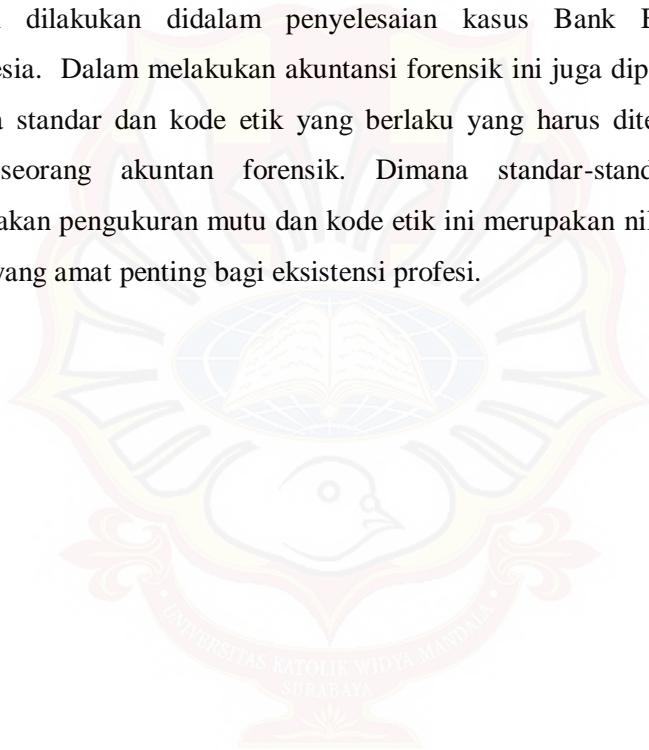 dilakukan didalam penyelesaian kasus Bank
esia. Dalam melakukan akuntansi forensik ini juga dip
a standar dan kode etik yang berlaku yang harus dite
seorang akuntan forensik. Dimana standar-stand
akan pengukuran mutu dan kode etik ini merupakan nil
yang amat penting bagi eksistensi profesi.
UNIVERSITAS KATOLIK WIDYA MANDALA
SURABAYA